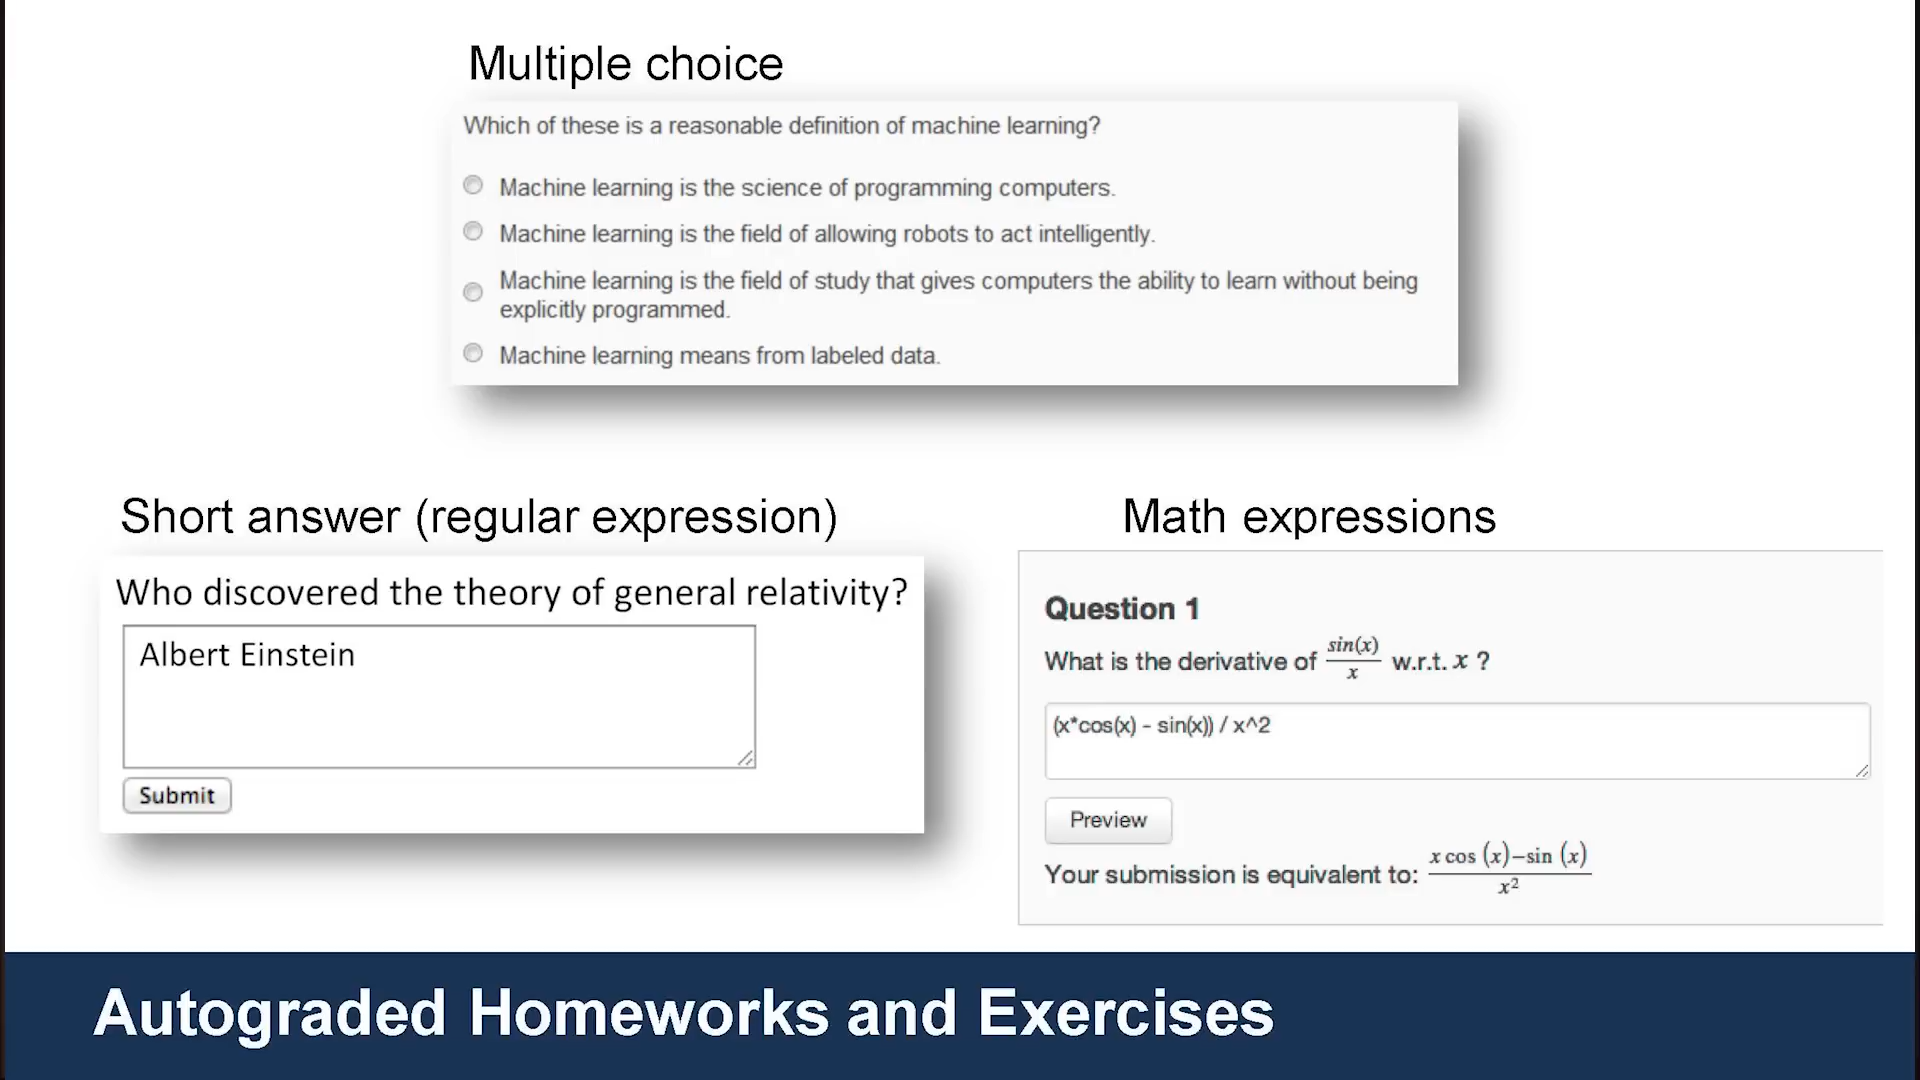 Multiple choice
Which of these is a reasonable definition of machine learning?
Machine learning is the science of programming computers.
Machine learning is the field of allowing robots to act intelligently.
Machine learning is the field of study that gives computers the ability to learn without being
explicitly programmed.
Machine learning means from labeled data.
Short answer (regular expression)
Who discovered the theory of general relativity?
Albert Einstein
Submit
Math expressions
Question 1
What is the derivative of sin(x)/x w.r.t. x ?
(x*cos(x) - sin(x)) / x^2
Preview
Your submission is equivalent to: x cos (x)−sin (x)/x²
Autograded Homeworks and Exercises